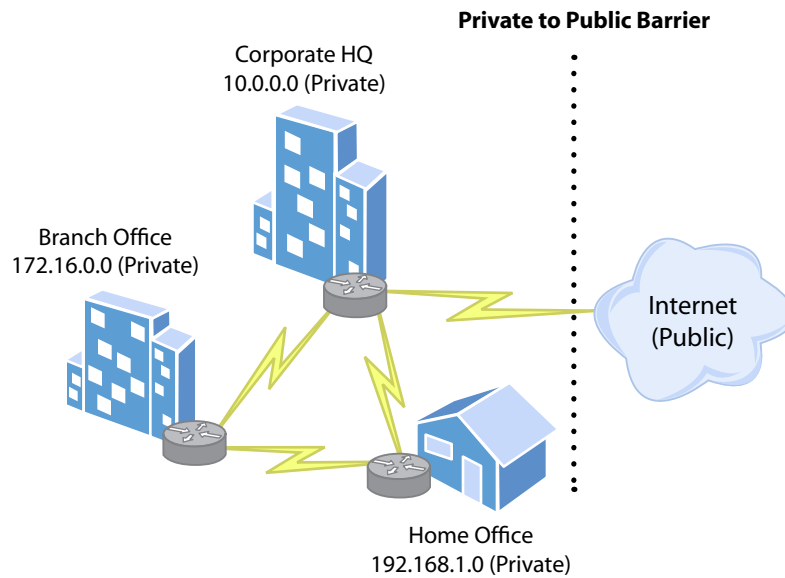 Private to Public Barrier
Corporate HQ
10.0.0.0 (Private)
Branch Office
172.16.0.0 (Private)
Internet
(Public)
Home Office
192.168.1.0 (Private)